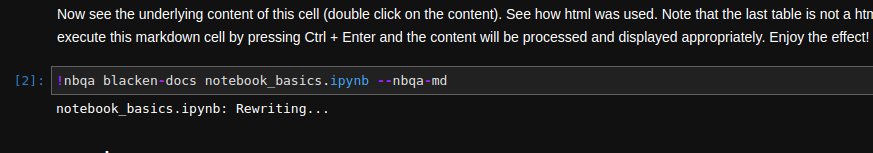 Now see the underlying content of this cell (double click on the content). See how html was used. Note that the last table is not a htm
execute this markdown cell by pressing Ctrl + Enter and the content will be processed and displayed appropriately. Enjoy the effect!
[2]: !nbqa blacken-docs notebook_basics.ipynb --nbqa-md
notebook_basics.ipynb: Rewriting...